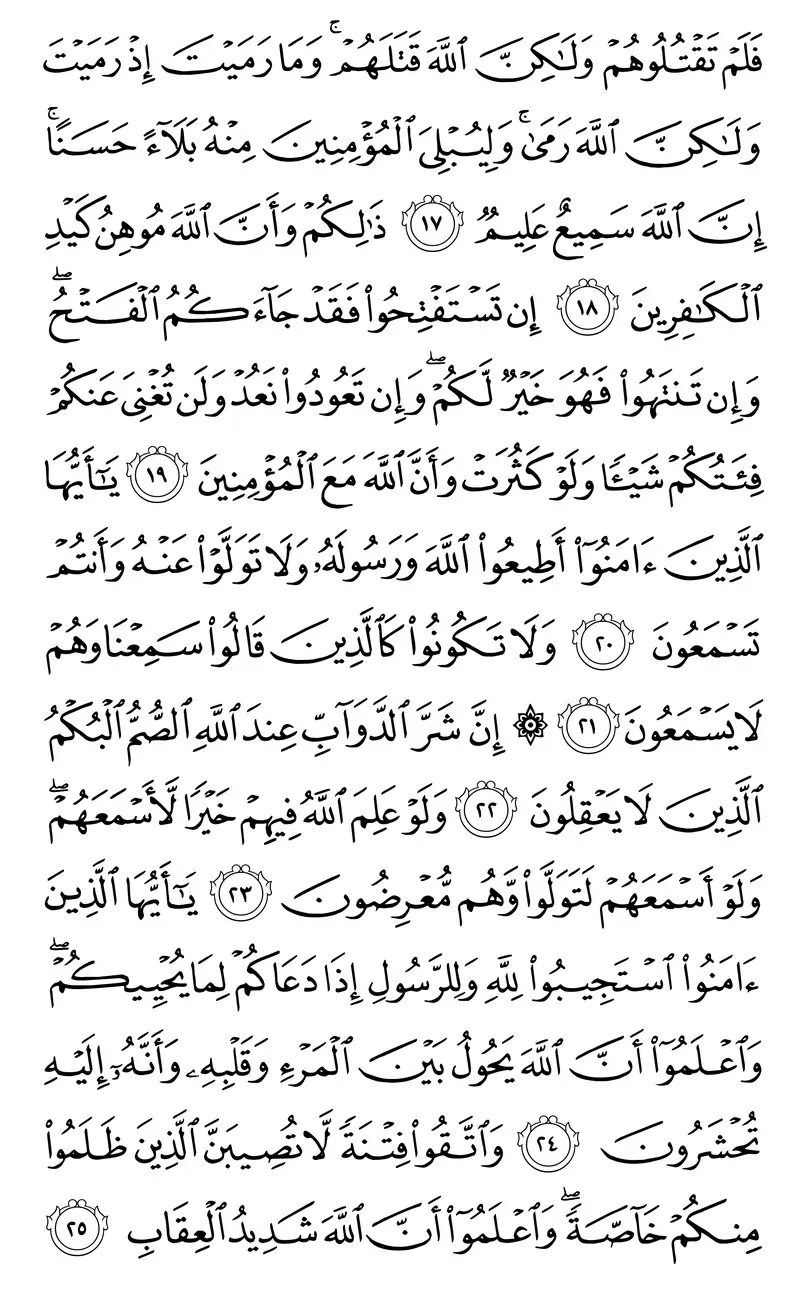 فَلَمۡ تَقۡتُلُوهُمۡ وَلَٰكِنَّ ٱللَّهَ قَتَلَهُمۡۚ وَمَا رَمَيۡتَ إِذۡ رَمَيۡتَ
وَلَٰكِنَّ ٱللَّهَ رَمَىٰۚ وَلِيُبۡلِيَ ٱلۡمُؤۡمِنِينَ مِنۡهُ بَلَآءً حَسَنًاۚ
إِنَّ ٱللَّهَ سَمِيعٌ عَلِيمٞ ١٧ ذَٰلِكُمۡ وَأَنَّ ٱللَّهَ مُوهِنُ كَيۡدِ
ٱلۡكَٰفِرِينَ ١٨ إِن تَسۡتَفۡتِحُواْ فَقَدۡ جَآءَكُمُ ٱلۡفَتۡحُۖ
وَإِن تَنتَهُواْ فَهُوَ خَيۡرٞ لَّكُمۡۖ وَإِن تَعُودُواْ نَعُدۡ وَلَن تُغۡنِيَ عَنكُمۡ
فِئَتُكُمۡ شَيۡـٔٗا وَلَوۡ كَثُرَتۡ وَأَنَّ ٱللَّهَ مَعَ ٱلۡمُؤۡمِنِينَ ١٩ يَٰٓأَيُّهَا
ٱلَّذِينَ ءَامَنُوٓاْ أَطِيعُواْ ٱللَّهَ وَرَسُولَهُۥ وَلَا تَوَلَّوۡاْ عَنۡهُ وَأَنتُمۡ
تَسۡمَعُونَ ٢٠ وَلَا تَكُونُواْ كَٱلَّذِينَ قَالُواْ سَمِعۡنَا وَهُمۡ
لَا يَسۡمَعُونَ ٢١ ۞ إِنَّ شَرَّ ٱلدَّوَآبِّ عِندَ ٱللَّهِ ٱلصُّمُّ ٱلۡبُكۡمُ
ٱلَّذِينَ لَا يَعۡقِلُونَ ٢٢ وَلَوۡ عَلِمَ ٱللَّهُ فِيهِمۡ خَيۡرٗا لَّأَسۡمَعَهُمۡۖ
وَلَوۡ أَسۡمَعَهُمۡ لَتَوَلَّواْ وَّهُم مُّعۡرِضُونَ ٢٣ يَٰٓأَيُّهَا ٱلَّذِينَ
ءَامَنُواْ ٱسۡتَجِيبُواْ لِلَّهِ وَلِلرَّسُولِ إِذَا دَعَاكُمۡ لِمَا يُحۡيِيكُمۡۖ
وَٱعۡلَمُوٓاْ أَنَّ ٱللَّهَ يَحُولُ بَيۡنَ ٱلۡمَرۡءِ وَقَلۡبِهِۦ وَأَنَّهُۥٓ إِلَيۡهِ
تُحۡشَرُونَ ٢٤ وَٱتَّقُواْ فِتۡنَةٗ لَّا تُصِيبَنَّ ٱلَّذِينَ ظَلَمُواْ
مِنكُمۡ خَآصَّةٗۖ وَٱعۡلَمُوٓاْ أَنَّ ٱللَّهَ شَدِيدُ ٱلۡعِقَابِ ٢٥